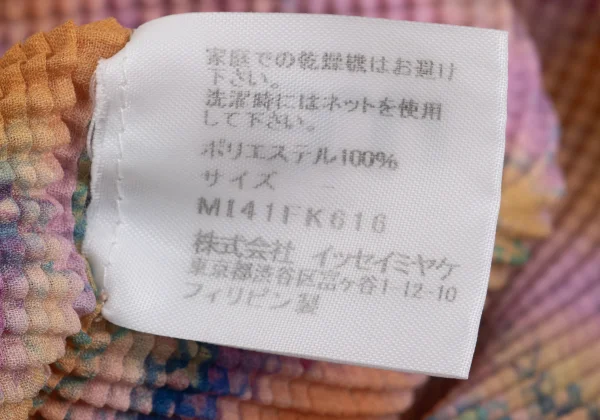 家庭での乾燥機はお避け
下さい。
洗濯時にはネットを使用
して下さい。
ポリエステル100%
サイズ －
MI41FK616
株式会社 イッセイミヤケ
東京都渋谷区富ヶ谷1-12-10
フィリピン製